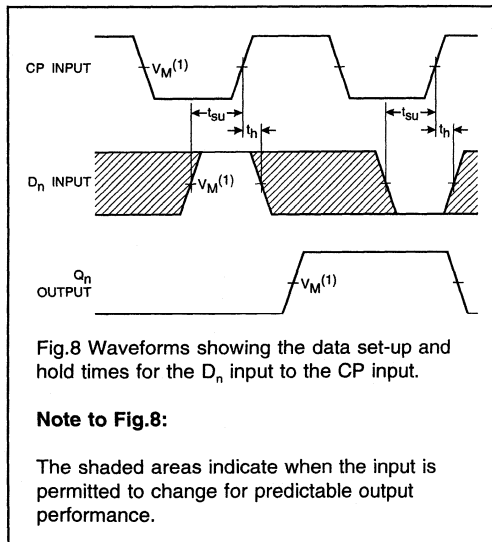 CP INPUT
V_M(1)
t_su
t_h
t_su
t_h
D_n INPUT
V_M(1)
Q_n
OUTPUT
V_M(1)
Fig.8 Waveforms showing the data set-up and
hold times for the D_n input to the CP input.
Note to Fig.8:
The shaded areas indicate when the input is
permitted to change for predictable output
performance.